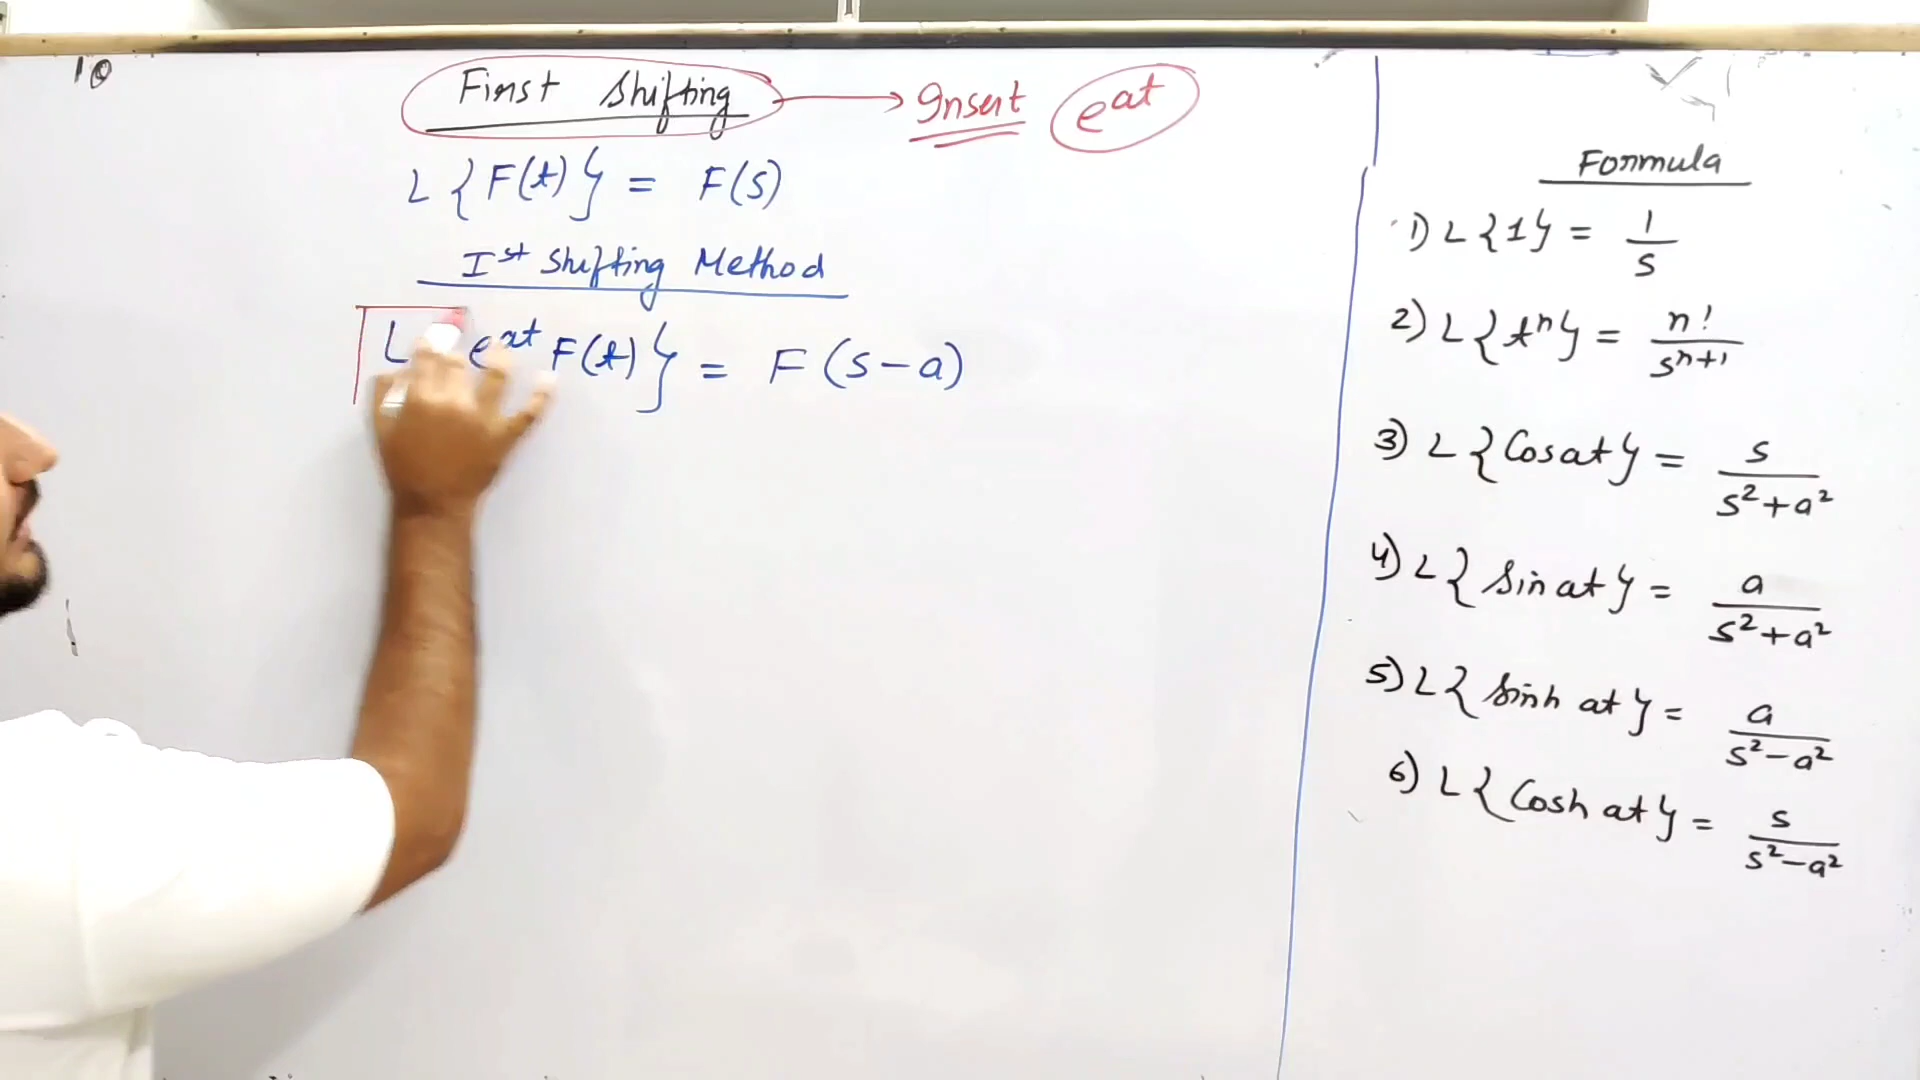 10
First Shifting → Insert e^at
L{F(t)} = F(s)
I^st Shifting Method
L e^at F(t)} = F(s-a)
Formula
1) L{1} = 1/s
2) L{t^n} = n!/s^n+1
3) L{Cos at} = s/s²+a²
4) L{Sin at} = a/s²+a²
5) L{Sinh at} = a/s²-a²
6) L{Cosh at} = s/s²-a²